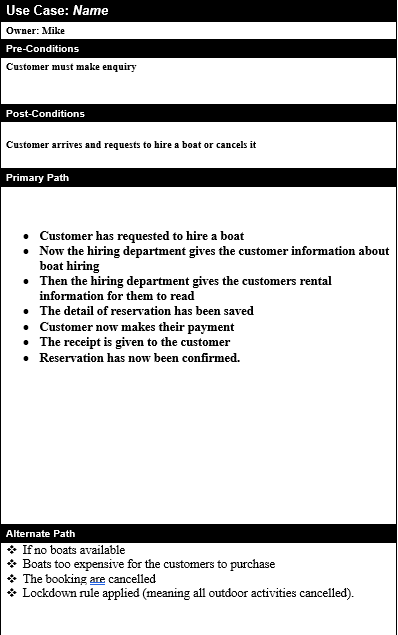 Use Case: Name
Owner: Mike
Pre-Conditions
Customer must make enquiry
Post-Conditions
Customer arrives and requests to hire a boat or cancels it
Primary Path
• Customer has requested to hire a boat
• Now the hiring department gives the customer information about
boat hiring
• Then the hiring department gives the customers rental
information for them to read
• The detail of reservation has been saved
• Customer now makes their payment
• The receipt is given to the customer
• Reservation has now been confirmed.
Alternate Path
❖ If no boats available
❖ Boats too expensive for the customers to purchase
❖ The booking are cancelled
❖ Lockdown rule applied (meaning all outdoor activities cancelled).